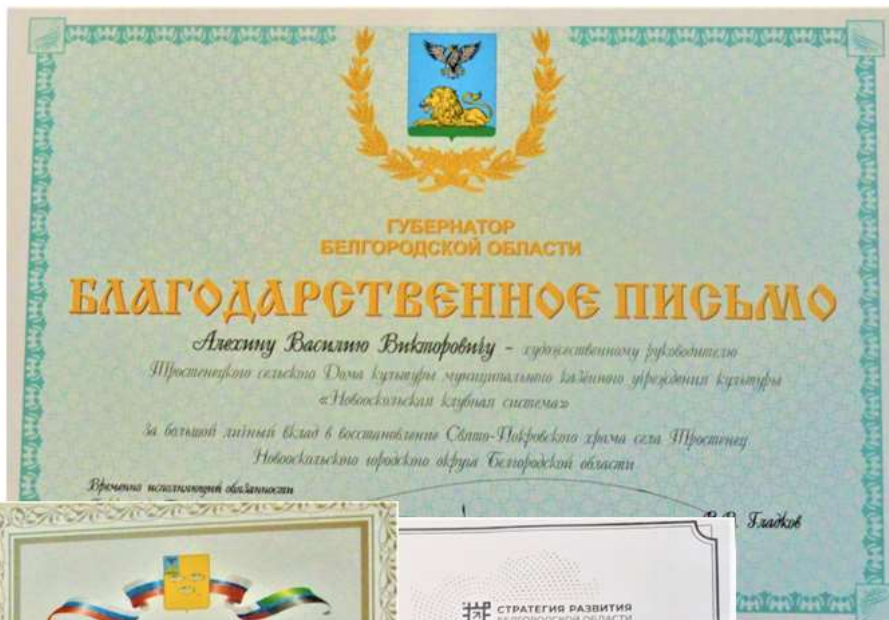 ГУБЕРНАТОР
БЕЛГОРОДСКОЙ ОБЛАСТИ
БЛАГОДАРСТВЕННОЕ ПИСЬМО
Алехину Василию Викторовичу – художественному руководителю
Тростенецкого сельского Дома культуры муниципального казённого учреждения культуры
«Новооскольская клубная система»
за большой личный вклад в восстановление Свято-Покровского храма села Тростенец
Новооскольского городского округа Белгородской области
Временно исполняющий обязанности
Гладков
СТРАТЕГИЯ РАЗВИТИЯ
БЕЛГОРОДСКОЙ ОБЛАСТИ